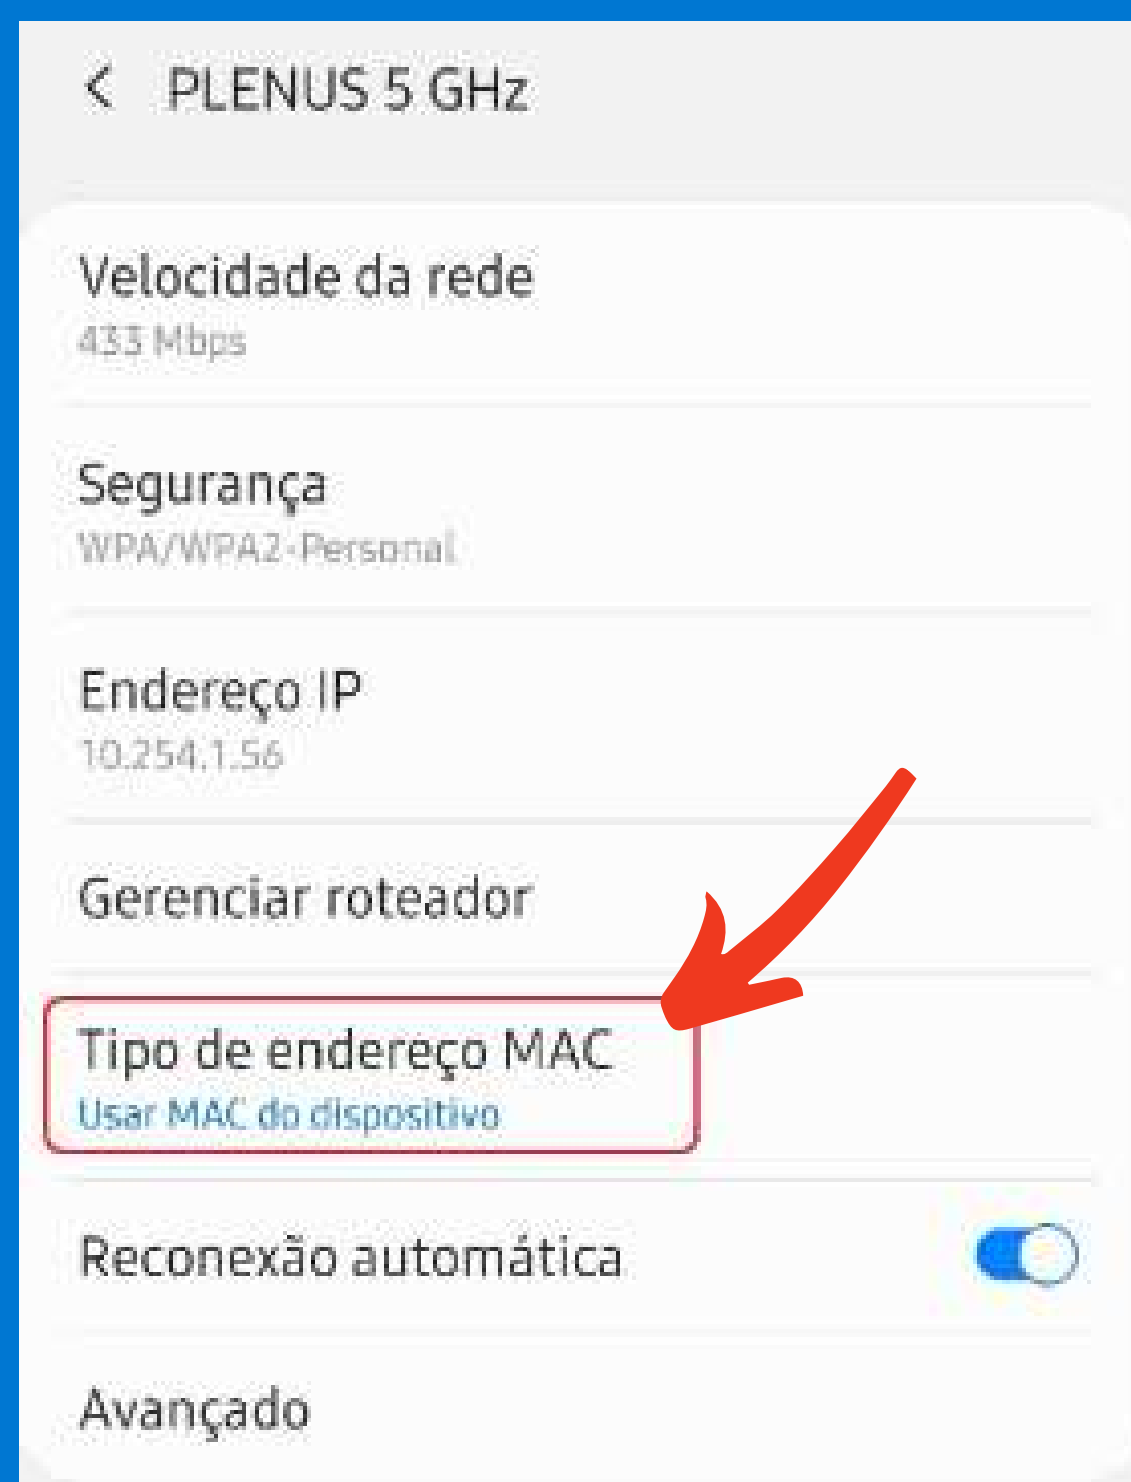 PLENUS 5 GHz
Velocidade da rede
433 Mbps
Segurança
WPA/WPA2-Personal
Endereço IP
10.254.1.56
Gerenciar roteador
Tipo de endereço MAC
Usar MAC do dispositivo
Reconexão automática
Avançado